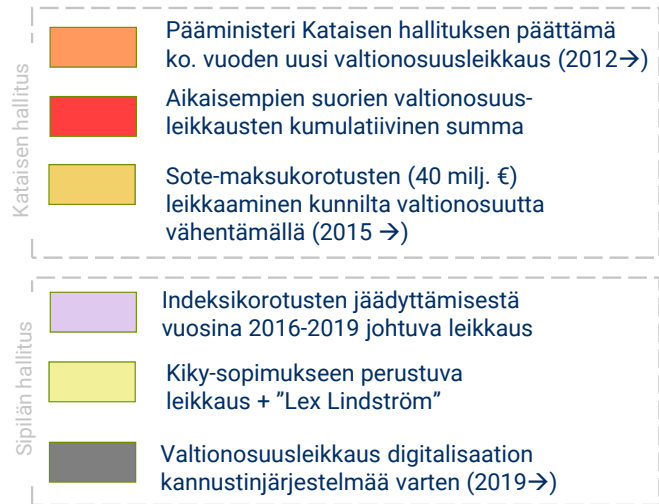 Kataisen hallitus
Pääministeri Kataisen hallituksen päättämä
ko. vuoden uusi valtionosuusleikkaus (2012→)
Aikaisempien suorien valtionosuus-
leikkausten kumulatiivinen summa
Sote-maksukorotusten (40 milj. €)
leikkaaminen kunnilta valtionosuutta
vähentämällä (2015 →)
Sipilän hallitus
Indeksikorotusten jäädyttämisestä
vuosina 2016-2019 johtuva leikkaus
Kiky-sopimukseen perustuva
leikkaus + ”Lex Lindström”
Valtionosuusleikkaus digitalisaation
kannustinjärjestelmää varten (2019→)